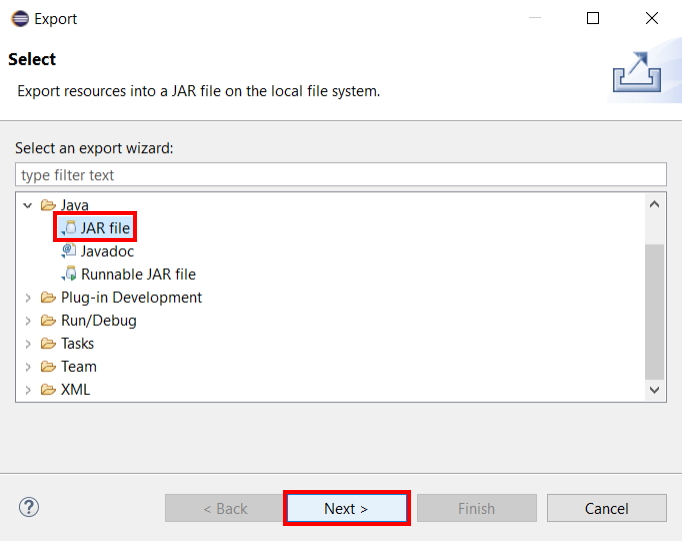 Export
Select
Export resources into a JAR file on the local file system.
Select an export wizard:
type filter text
Java
JAR file
Javadoc
Runnable JAR file
Plug-in Development
Run/Debug
Tasks
Team
XML
? < Back Next > Finish Cancel